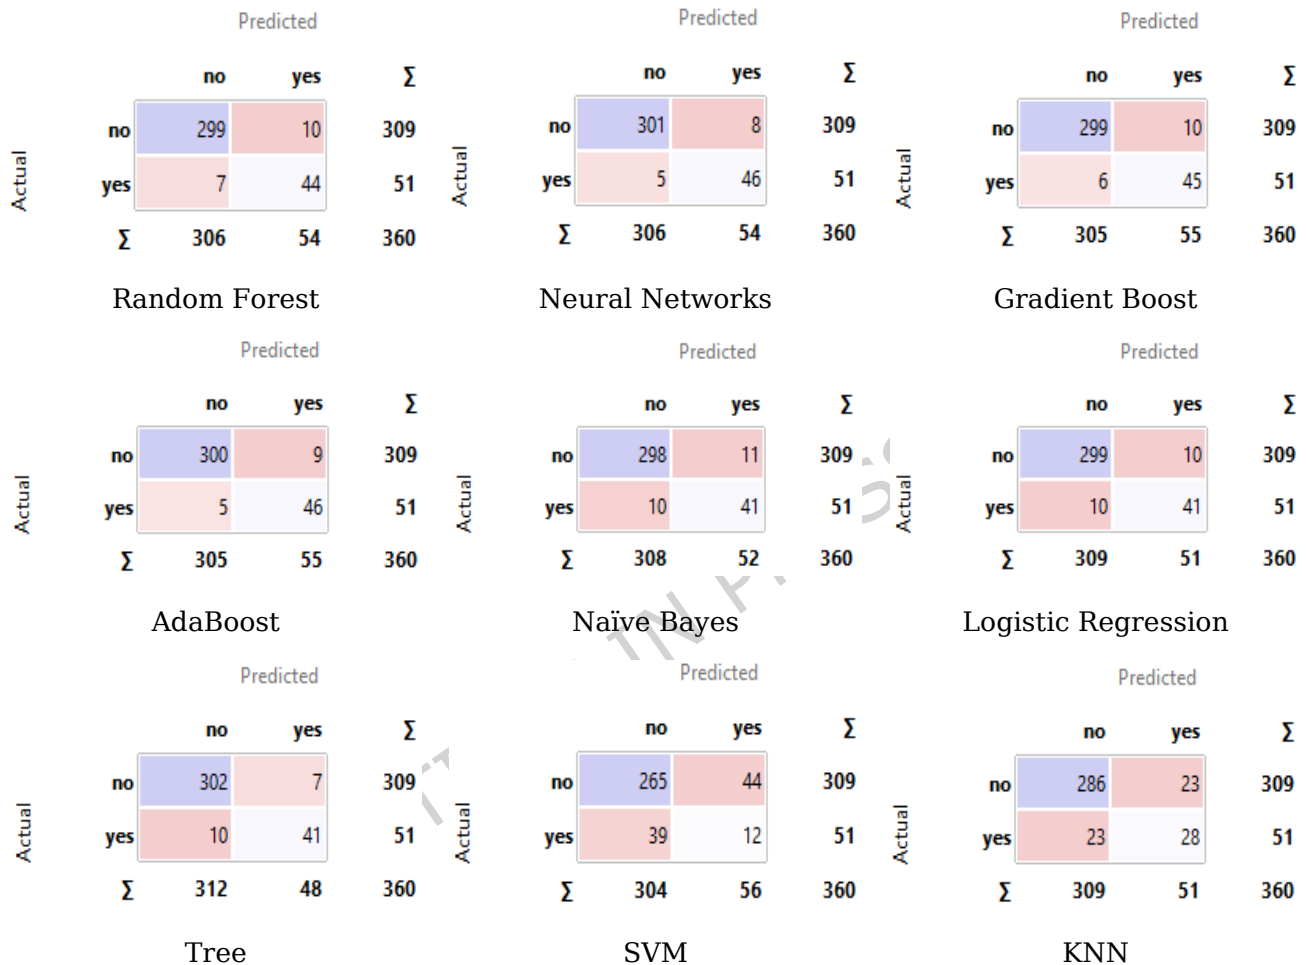 Predicted Predicted Predicted
no yes Σ no yes Σ no yes Σ
Actual no 299 10 309 Actual no 301 8 309 Actual no 299 10 309
yes 7 44 51 yes 5 46 51 yes 6 45 51
Σ 306 54 360 Σ 306 54 360 Σ 305 55 360
Random Forest Neural Networks Gradient Boost
Predicted Predicted Predicted
no yes Σ no yes Σ no yes Σ
Actual no 300 9 309 Actual no 298 11 309 Actual no 299 10 309
yes 5 46 51 yes 10 41 51 yes 10 41 51
Σ 305 55 360 Σ 308 52 360 Σ 309 51 360
AdaBoost Naïve Bayes Logistic Regression
Predicted Predicted Predicted
no yes Σ no yes Σ no yes Σ
Actual no 302 7 309 Actual no 265 44 309 Actual no 286 23 309
yes 10 41 51 yes 39 12 51 yes 23 28 51
Σ 312 48 360 Σ 304 56 360 Σ 309 51 360
Tree SVM KNN
IN